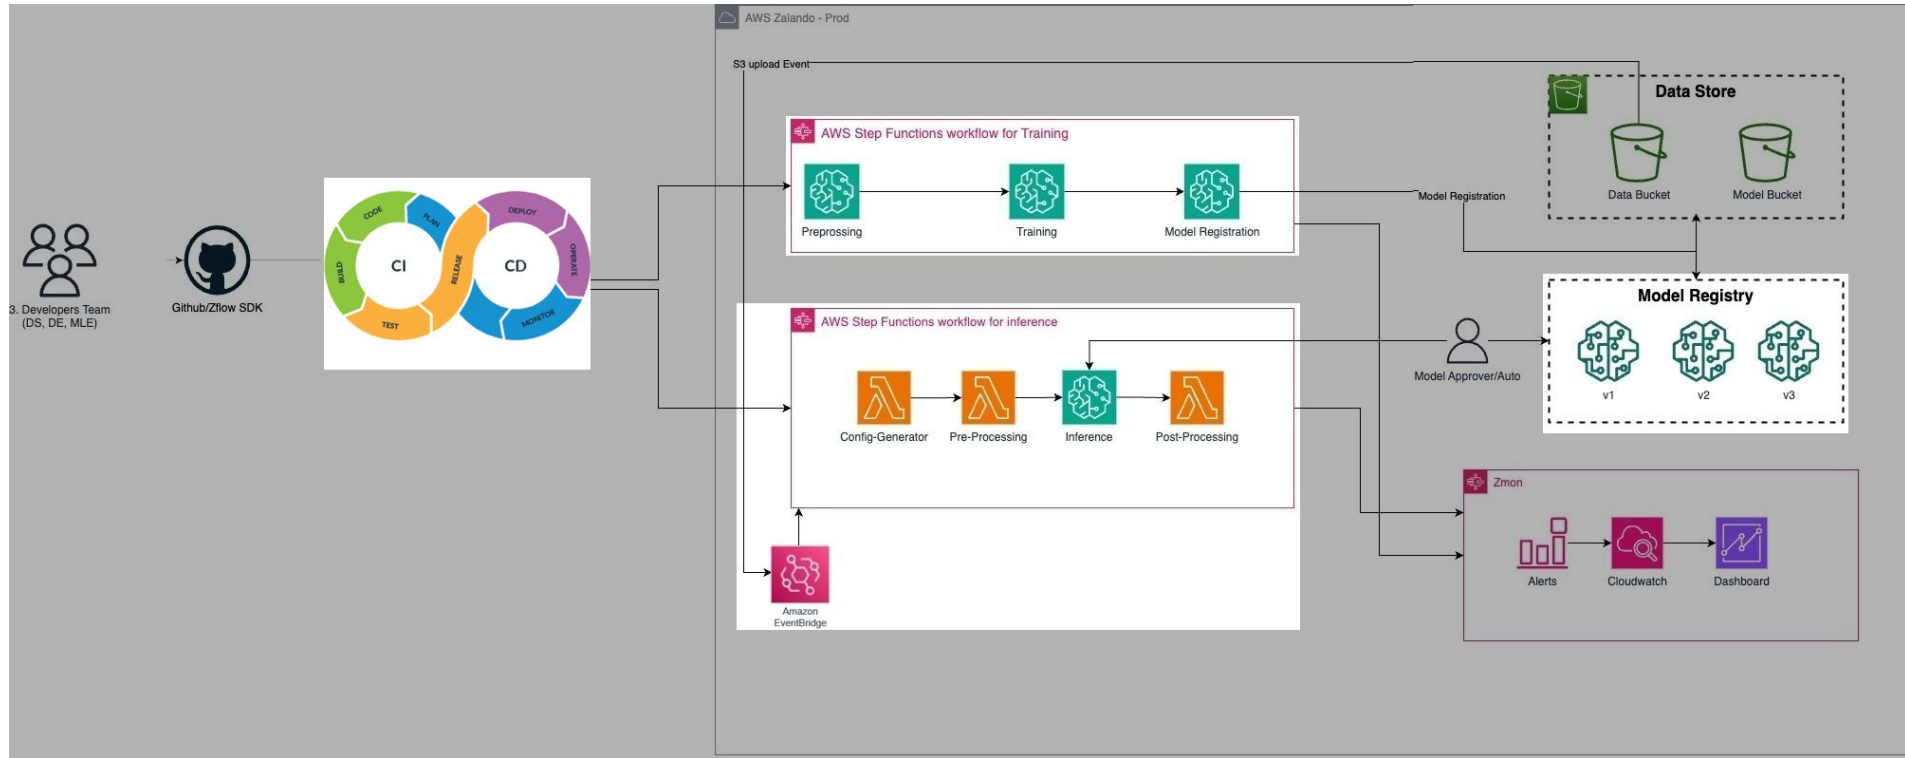 AWS Zalando - Prod
S3 upload Event
Data Store
Data Bucket
Model Bucket
AWS Step Functions workflow for Training
Preprossing
Training
Model Registration
Model Registration
CODE
PLAN
BUILD
CI
TEST
RELEASE
DEPLOY
CD
OPERATE
MONITOR
3. Developers Team
(DS, DE, MLE)
Github/Zflow SDK
Model Registry
v1
v2
v3
Model Approver/Auto
AWS Step Functions workflow for inference
Config-Generator
Pre-Processing
Inference
Post-Processing
Amazon
EventBridge
Zmon
Alerts
Cloudwatch
Dashboard